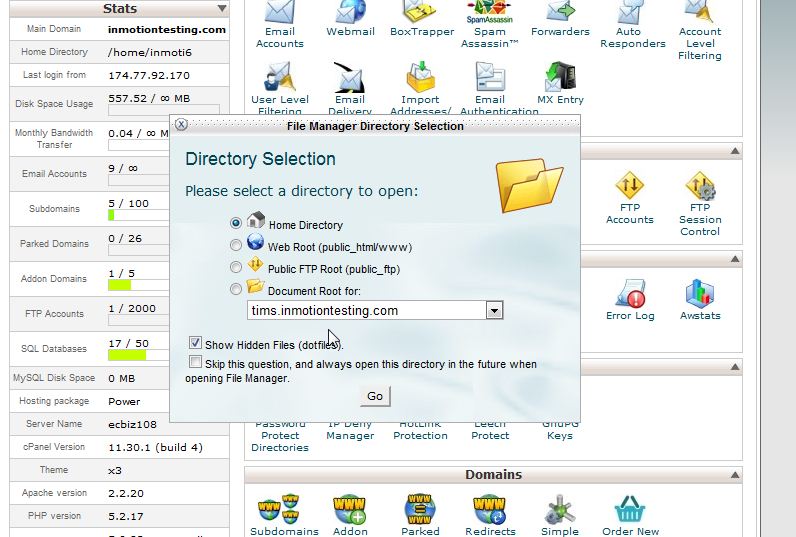 Stats
Main Domain inmotiontesting.com
Home Directory /home/inmoti6
Last login from 174.77.92.170
Disk Space Usage 557.52 / ∞ MB
Monthly Bandwidth Transfer 0.04 / ∞ M
Email Accounts 9 / ∞
Subdomains 5 / 100
Parked Domains 0 / 26
Addon Domains 1 / 5
FTP Accounts 1 / 2000
SQL Databases 17 / 50
MySQL Disk Space 0 MB
Hosting package Power
Server Name ecbiz108
cPanel Version 11.30.1 (build 4)
Theme x3
Apache version 2.2.20
PHP version 5.2.17
Email Accounts
Webmail
BoxTrapper
SpamAssassin
Spam Assassin™
Forwarders
Auto Responders
Account Level Filtering
User Level Filtering
Email Delivery
Import Addresses/
Email Authentication
MX Entry
File Manager Directory Selection
Directory Selection
Please select a directory to open:
Home Directory
Web Root (public_html/www)
Public FTP Root (public_ftp)
Document Root for:
tims.inmotiontesting.com
Show Hidden Files (dotfiles).
Skip this question, and always open this directory in the future when
opening File Manager.
Go
FTP Accounts
FTP Session Control
Error Log
Awstats
Password Protect Directories
IP Deny Manager
HotLink Protection
Leech Protect
GnuPG Keys
Domains
Subdomains
Addon
Parked
Redirects
Simple
Order New